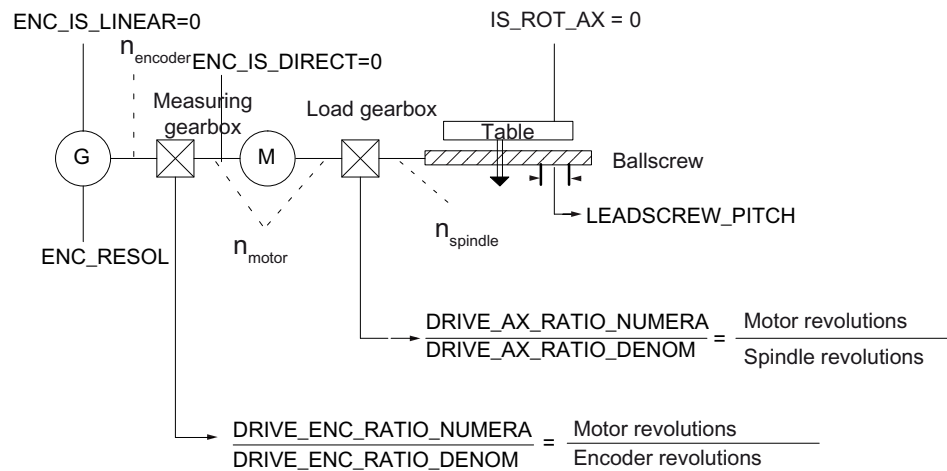 ENC_IS_LINEAR=0
IS_ROT_AX = 0
n encoder
ENC_IS_DIRECT=0
Measuring
gearbox
Load gearbox
Table
G
M
Ballscrew
LEADSCREW_PITCH
ENC_RESOL
n motor
n spindle
DRIVE_AX_RATIO_NUMERA
DRIVE_AX_RATIO_DENOM
=
Motor revolutions
Spindle revolutions
DRIVE_ENC_RATIO_NUMERA
DRIVE_ENC_RATIO_DENOM
=
Motor revolutions
Encoder revolutions